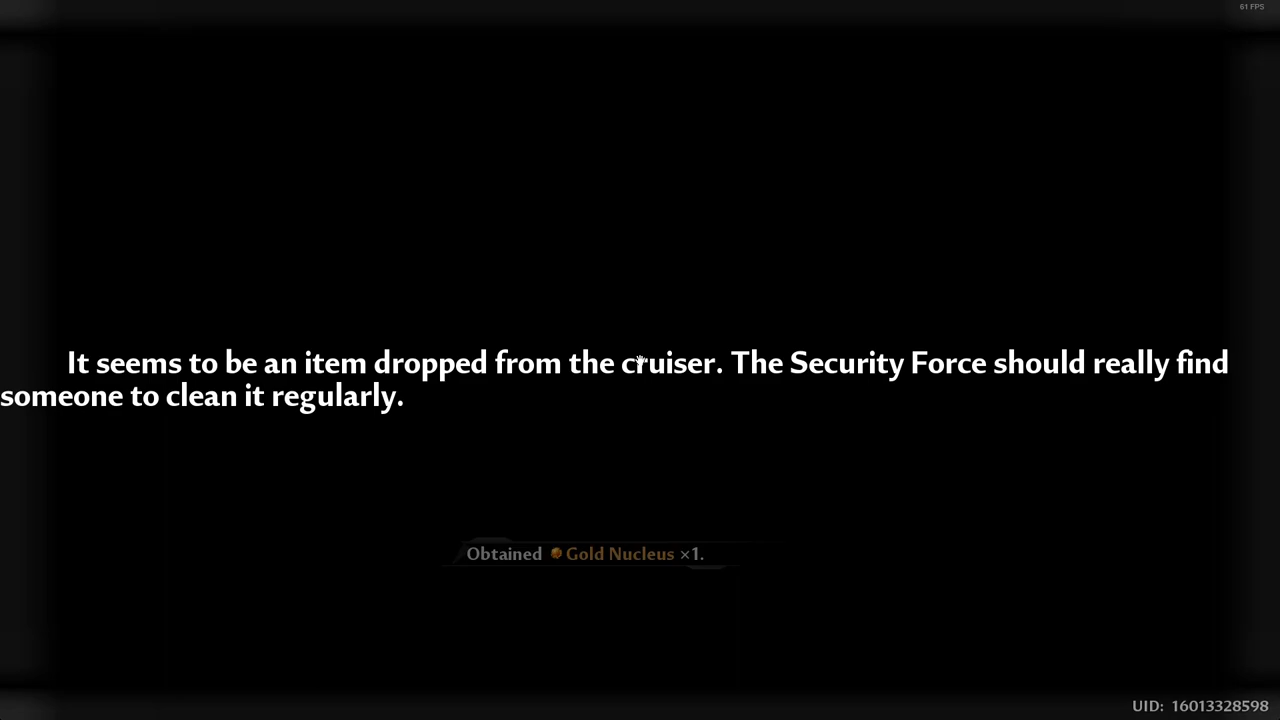 61 FPS
It seems to be an item dropped from the cruiser. The Security Force should really find
someone to clean it regularly.
Obtained Gold Nucleus ×1.
UID: 16013328598